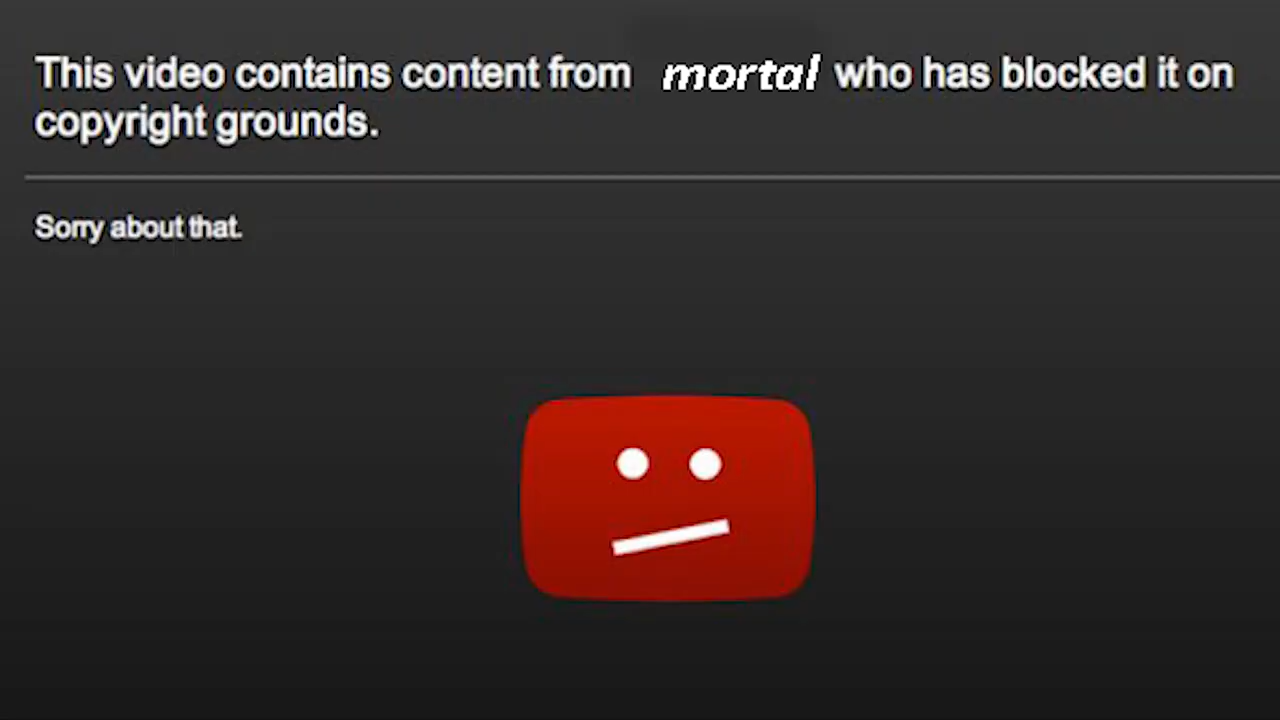 This video contains content from mortal who has blocked it on
copyright grounds.
Sorry about that.